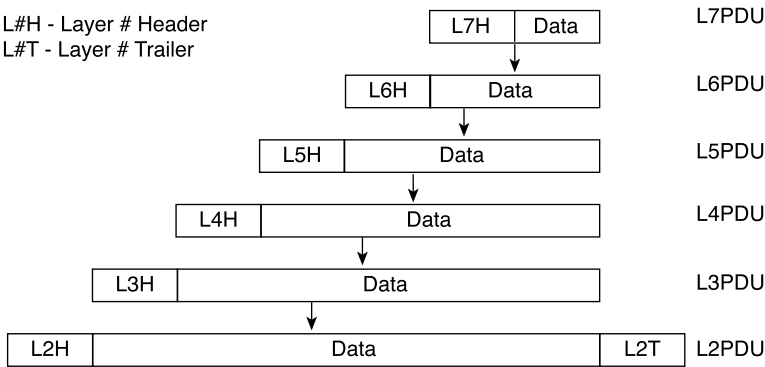 L#H - Layer # Header
L#T - Layer # Trailer
L7H Data L7PDU
L6H Data L6PDU
L5H Data L5PDU
L4H Data L4PDU
L3H Data L3PDU
L2H Data L2T L2PDU